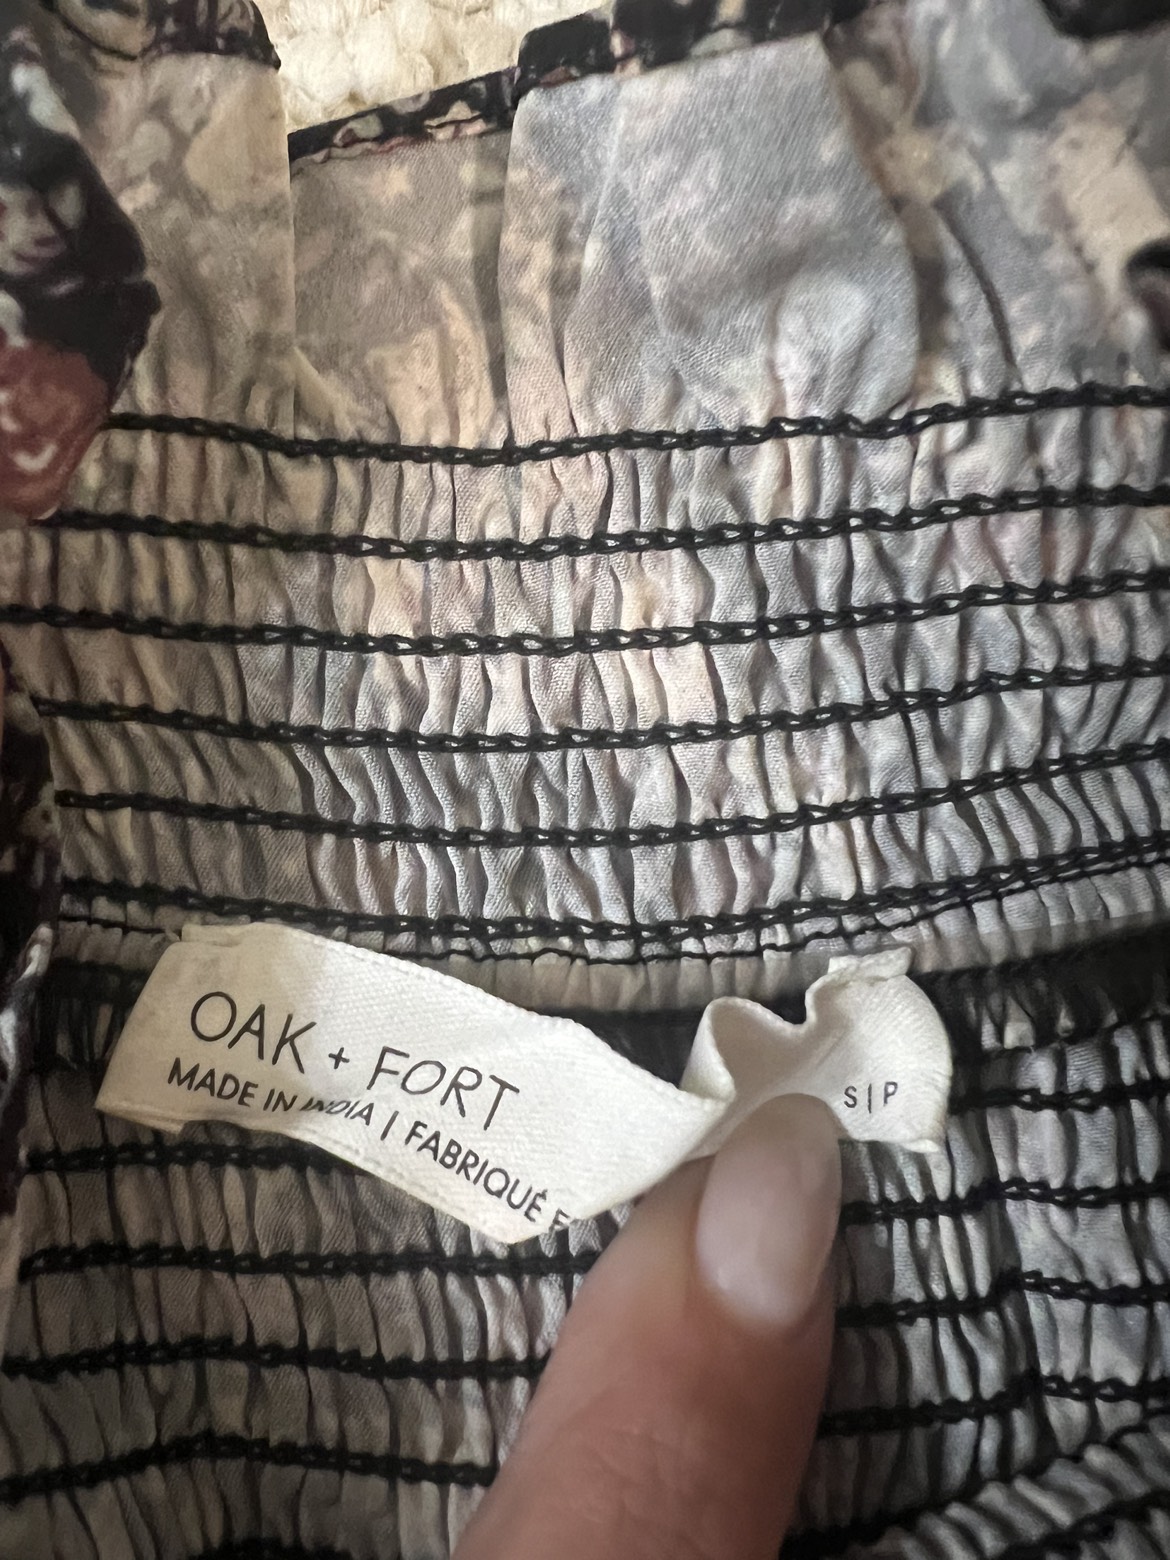 OAK + FORT
MADE IN INDIA | FABRIQUÉ E
S|P